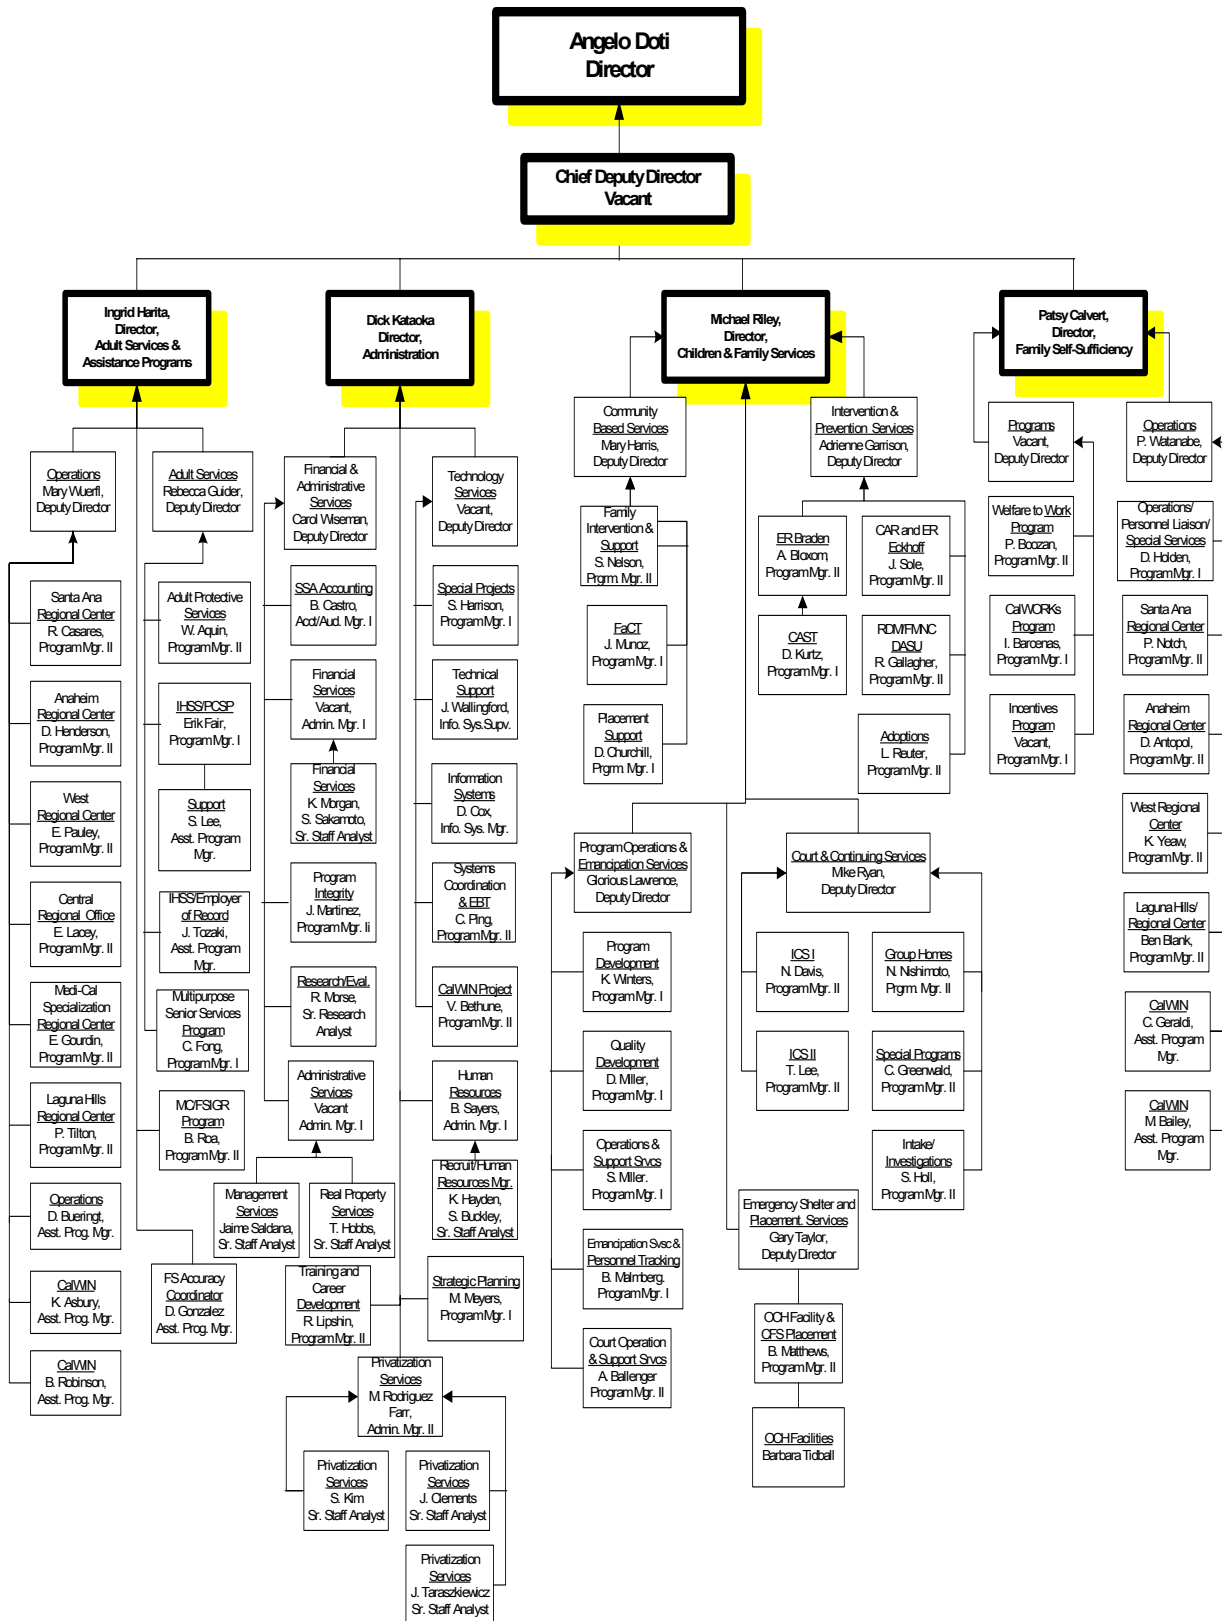 Angelo Doti
Director
Chief Deputy Director
Vacant
Ingrid Harita,
Director,
Adult Services &
Assistance Programs
Dick Kataoka
Director,
Administration
Michael Riley,
Director,
Children & Family Services
Patsy Calvert,
Director,
Family Self-Sufficiency
Operations
Mary Wuerfl,
Deputy Director
Santa Ana
Regional Center
R. Casares,
Program Mgr. II
Anaheim
Regional Center
D. Henderson,
Program Mgr. II
West
Regional Center
E. Pauley,
Program Mgr. II
Central
Regional Office
E. Lacey,
Program Mgr. II
Medi-Cal
Specialization
Regional Center
E. Gourdin,
Program Mgr. II
Laguna Hills
Regional Center
P. Tilton,
Program Mgr. II
Operations
D. Bueringt,
Asst. Prog. Mgr.
CalWIN
K. Asbury,
Asst. Prog. Mgr.
CalWIN
B. Robinson,
Asst. Prog. Mgr.
Adult Services
Rebecca Guider,
Deputy Director
Adult Protective
Services
W. Aquin,
Program Mgr. II
IHSS/PCSP
Erik Fair,
Program Mgr. I
Support
S. Lee,
Asst. Program
Mgr.
IHSS/Employer
of Record
J. Tozaki,
Asst. Program
Mgr.
Multipurpose
Senior Services
Program
C. Fong,
Program Mgr. I
MC/FSIGR
Program
B. Roa,
Program Mgr. II
FS Accuracy
Coordinator
D. Gonzalez
Asst. Prog. Mgr.
Financial &
Administrative
Services
Carol Wiseman,
Deputy Director
SSA Accounting
B. Castro,
Acct/Aud. Mgr. I
Financial
Services
Vacant,
Admin. Mgr. I
Financial
Services
K. Morgan,
S. Sakamoto,
Sr. Staff Analyst
Program
Integrity
J. Martinez,
Program Mgr. Ii
Research/Eval.
R. Morse,
Sr. Research
Analyst
Administrative
Services
Vacant
Admin. Mgr. I
Management
Services
Jaime Saldana,
Sr. Staff Analyst
Real Property
Services
T. Hobbs,
Sr. Staff Analyst
Technology
Services
Vacant,
Deputy Director
Special Projects
S. Harrison,
Program Mgr. I
Technical
Support
J. Wallingford,
Info. Sys.Supv.
Information
Systems
D. Cox,
Info. Sys. Mgr.
Systems
Coordination
& EBT
C. Ping,
Program Mgr. II
CalWIN Project
V. Bethune,
Program Mgr. II
Human
Resources
B. Sayers,
Admin. Mgr. I
Recruit/Human
Resources Mgr.
K. Hayden,
S. Buckley,
Sr. Staff Analyst
Training and
Career
Development
R. Lipshin,
Program Mgr. II
Strategic Planning
M. Meyers,
Program Mgr. I
Privatization
Services
M. Rodriguez
Farr,
Admin. Mgr. II
Privatization
Services
S. Kim
Sr. Staff Analyst
Privatization
Services
J. Clements
Sr. Staff Analyst
Privatization
Services
J. Taraszkiewicz
Sr. Staff Analyst
Community
Based Services
Mary Harris,
Deputy Director
Family
Intervention &
Support
S. Nelson,
Prgrm. Mgr. II
FaCT
J. Munoz,
Program Mgr. I
Placement
Support
D. Churchill,
Prgrm. Mgr. I
Intervention &
Prevention Services
Adrienne Garrison,
Deputy Director
ER Braden
A. Bloxom,
Program Mgr. II
CAST
D. Kurtz,
Program Mgr. I
CAR and ER
Eckhoff
J. Sole,
Program Mgr. II
RDM/FMNC
DASU
R. Gallagher,
Program Mgr. II
Adoptions
L. Reuter,
Program Mgr. II
Program Operations &
Emancipation Services
Glorious Lawrence,
Deputy Director
Program
Development
K. Winters,
Program Mgr. I
Quality
Development
D. Miller,
Program Mgr. I
Operations &
Support Srvcs
S. Miller.
Program Mgr. I
Emancipation Svsc &
Personnel Tracking
B. Malmberg.
Program Mgr. I
Court Operation
& Support Srvcs
A. Ballenger
Program Mgr. II
Court & Continuing Services
Mike Ryan,
Deputy Director
ICS I
N. Davis,
Program Mgr. II
Group Homes
N. Nishimoto,
Prgrm. Mgr. II
ICS II
T. Lee,
Program Mgr. II
Special Programs
C. Greenwald,
Program Mgr. II
Intake/
Investigations
S. Holl,
Program Mgr. II
Emergency Shelter and
Placement. Services
Gary Taylor,
Deputy Director
OCH Facility &
CFS Placement
B. Matthews,
Program Mgr. II
OCH Facilities
Barbara Tidball
Programs
Vacant,
Deputy Director
Welfare to Work
Program
P. Boozan,
Program Mgr. II
CalWORKs
Program
I. Barcenas,
Program Mgr. I
Incentives
Program
Vacant,
Program Mgr. I
Operations
P. Watanabe,
Deputy Director
Operations/
Personnel Liaison/
Special Services
D. Holden,
Program Mgr. I
Santa Ana
Regional Center
P. Notch,
Program Mgr. II
Anaheim
Regional Center
D. Antopol,
Program Mgr. II
West Regional
Center
K. Yeaw,
Program Mgr. II
Laguna Hills/
Regional Center
Ben Blank,
Program Mgr. II
CalWIN
C. Geraldi,
Asst. Program
Mgr.
CalWIN
M. Bailey,
Asst. Program
Mgr.